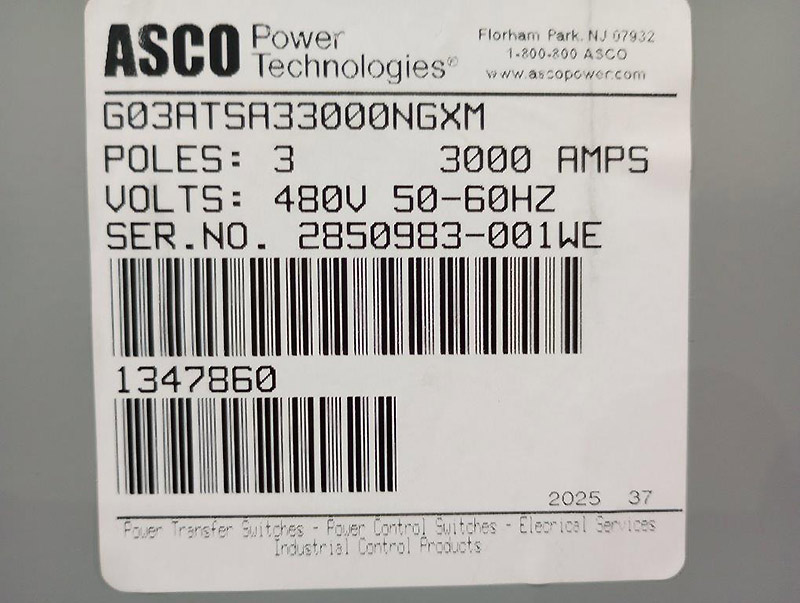 ASCO Power Technologies®
Florham Park, NJ 07932
1-800-800 ASCO
www.ascopower.com
G03ATSA33000NGXM
POLES: 3 3000 AMPS
VOLTS: 480V 50-60HZ
SER.NO. 2850983-001WE
1347860
2025 37
Power Transfer Switches - Power Control Switches - Elecrical Services
Industrial Control Products